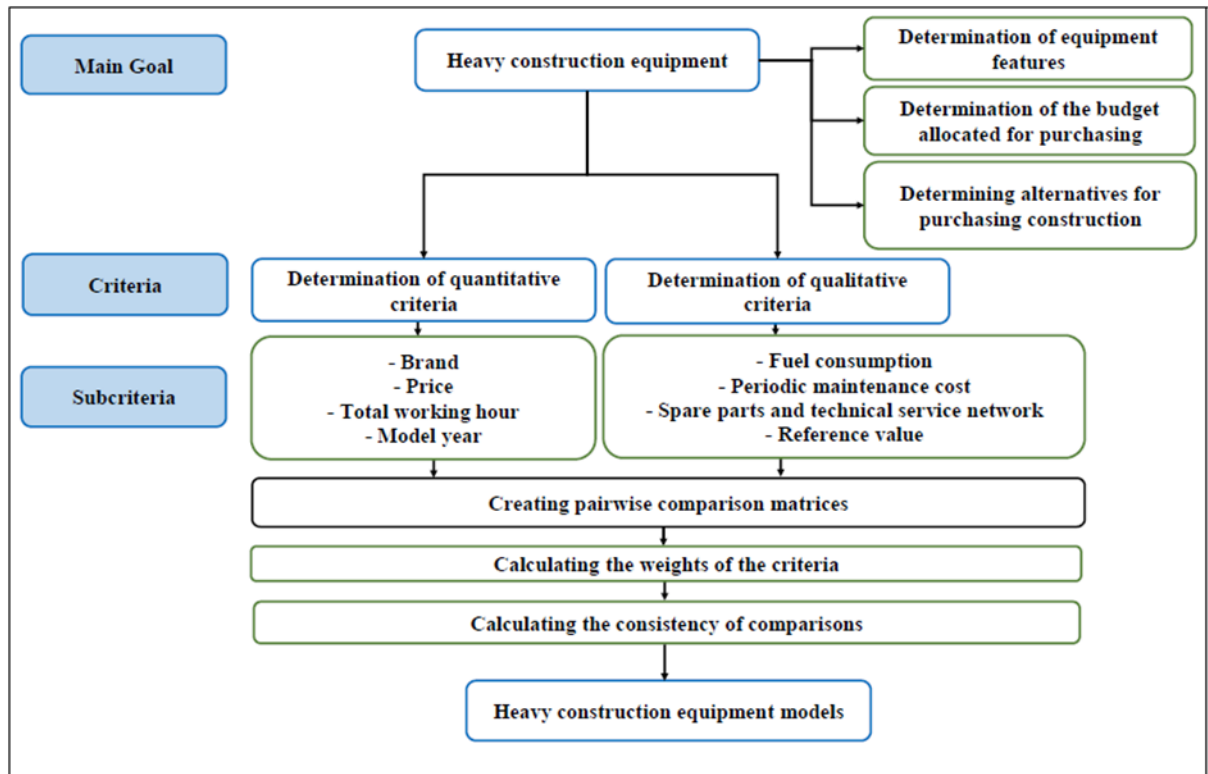 Main Goal
Heavy construction equipment
Determination of equipment
features
Determination of the budget
allocated for purchasing
Determining alternatives for
purchasing construction
Criteria
Determination of quantitative
criteria
Determination of qualitative
criteria
Subcriteria
- Brand
- Price
- Total working hour
- Model year
- Fuel consumption
- Periodic maintenance cost
- Spare parts and technical service network
- Reference value
Creating pairwise comparison matrices
Calculating the weights of the criteria
Calculating the consistency of comparisons
Heavy construction equipment models